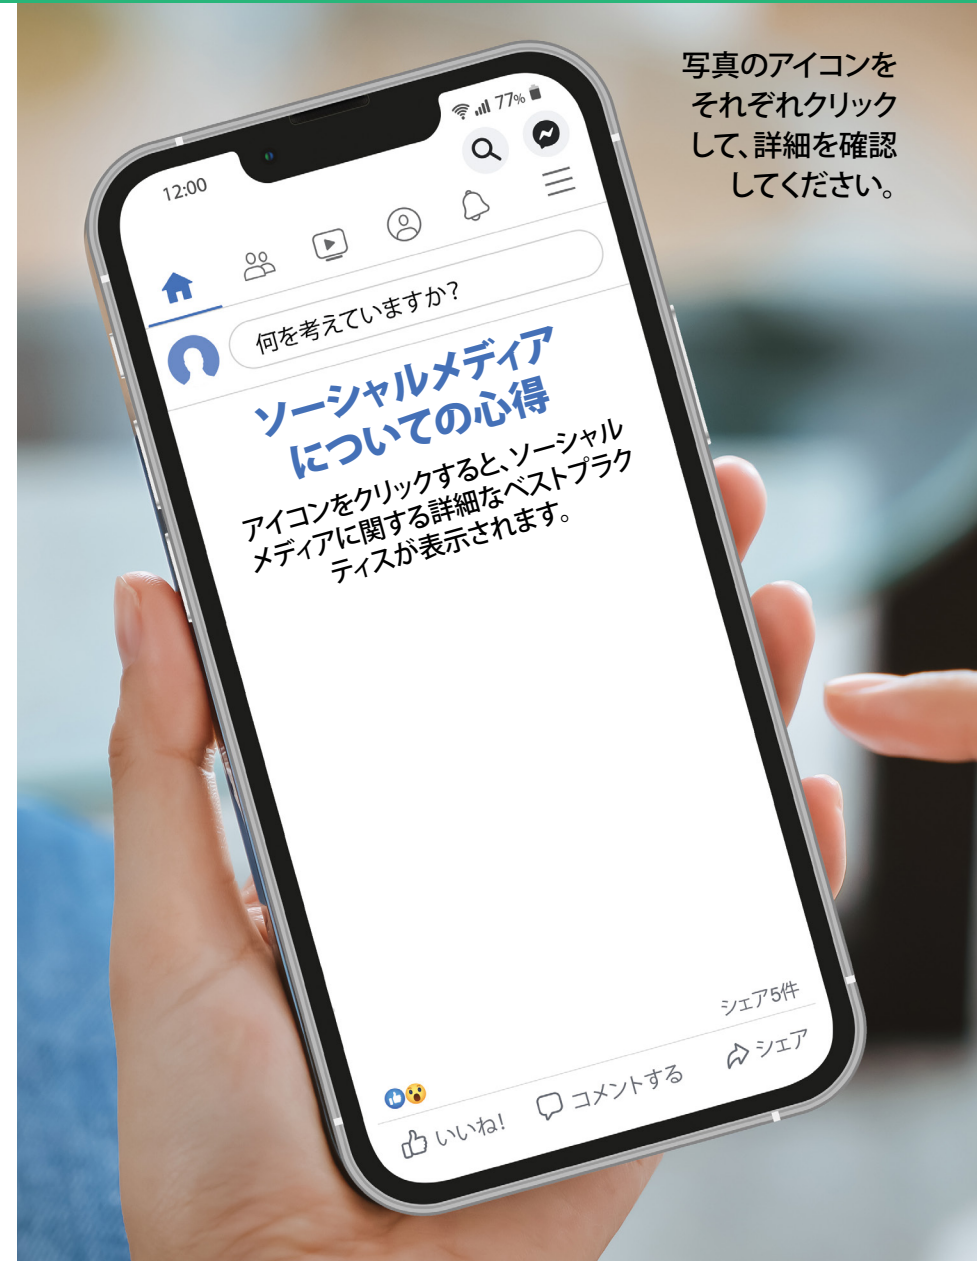 写真のアイコンを
それぞれクリック
して、詳細を確認
してください。
12:00
77%
何を考えていますか?
ソーシャルメディア
についての心得
アイコンをクリックすると、ソーシャル
メディアに関する詳細なベストプラク
ティスが表示されます。
シェア5件
いいね!
コメントする
シェア